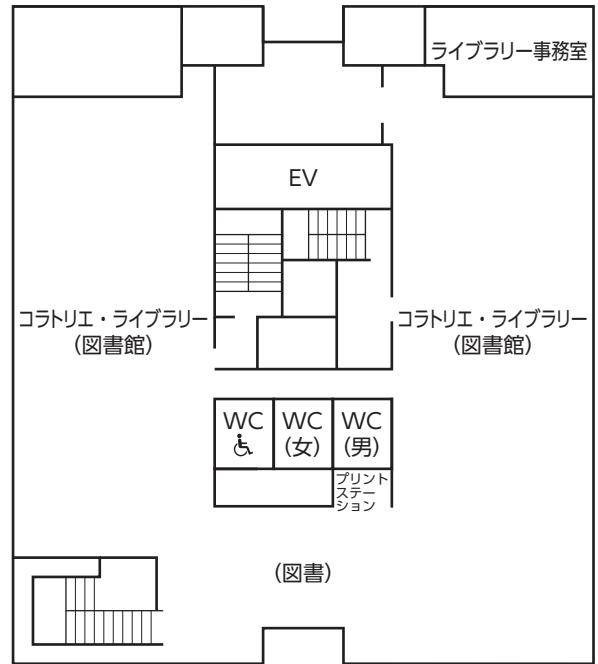 ライブラリー事務室
EV
コラトリエ・ライブラリー
（図書館）
コラトリエ・ライブラリー
（図書館）
WC
WC
（女）
WC
（男）
プリント
ステー
ション
（図書）